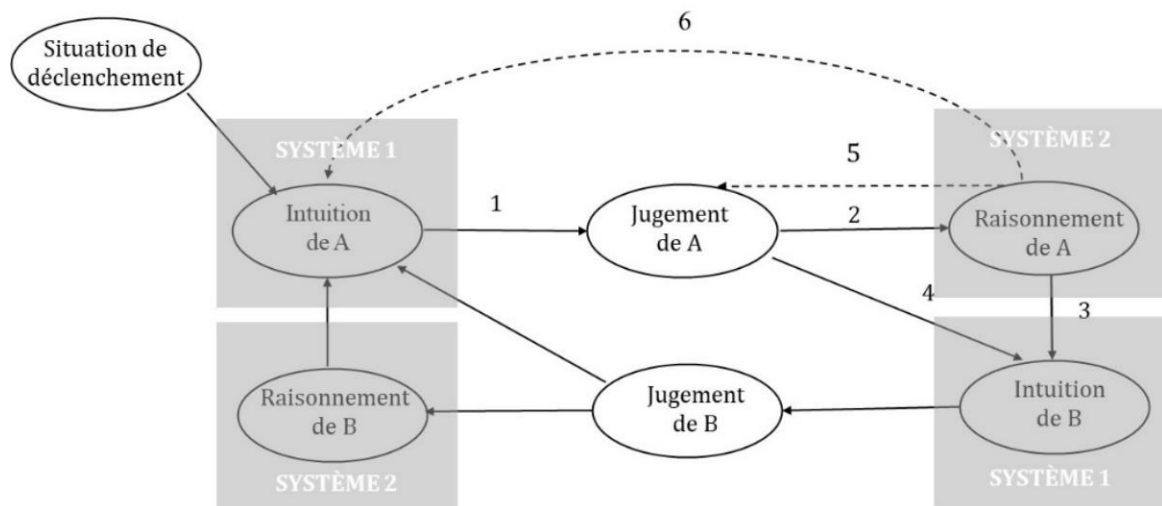 6
Situation de
déclenchement
SYSTÈME 1
SYSTÈME 2
5
1
Intuition
de A
Jugement
de A
2
Raisonnement
de A
4
3
Raisonnement
de B
Jugement
de B
Intuition
de B
SYSTÈME 2
SYSTÈME 1